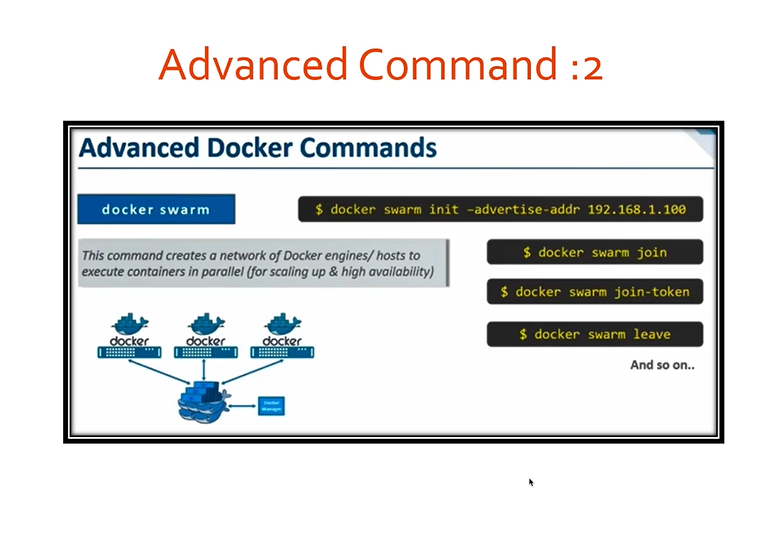 Advanced Command :2
Advanced Docker Commands
docker swarm
$ docker swarm init –advertise-addr 192.168.1.100
This command creates a network of Docker engines/ hosts to
execute containers in parallel (for scaling up & high availability)
$ docker swarm join
$ docker swarm join-token
$ docker swarm leave
And so on..
docker
docker
docker
Docker
Manager